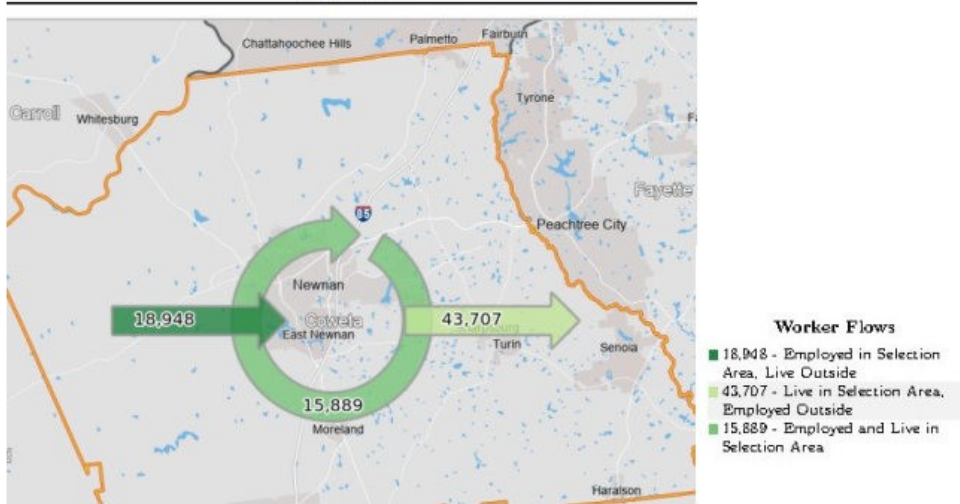 Chattahoochee Hills
Palmetto
Fairburn
Carroll
Whitesburg
Tyrone
Fayette
85
Peachtree City
Newnan
18,948
Coweta
43,707
East Newnan
Turin
Senoia
15,889
Moreland
Haralson
Worker Flows
18,948 - Employed in Selection
Area, Live Outside
43,707 - Live in Selection Area,
Employed Outside
15,889 - Employed and Live in
Selection Area